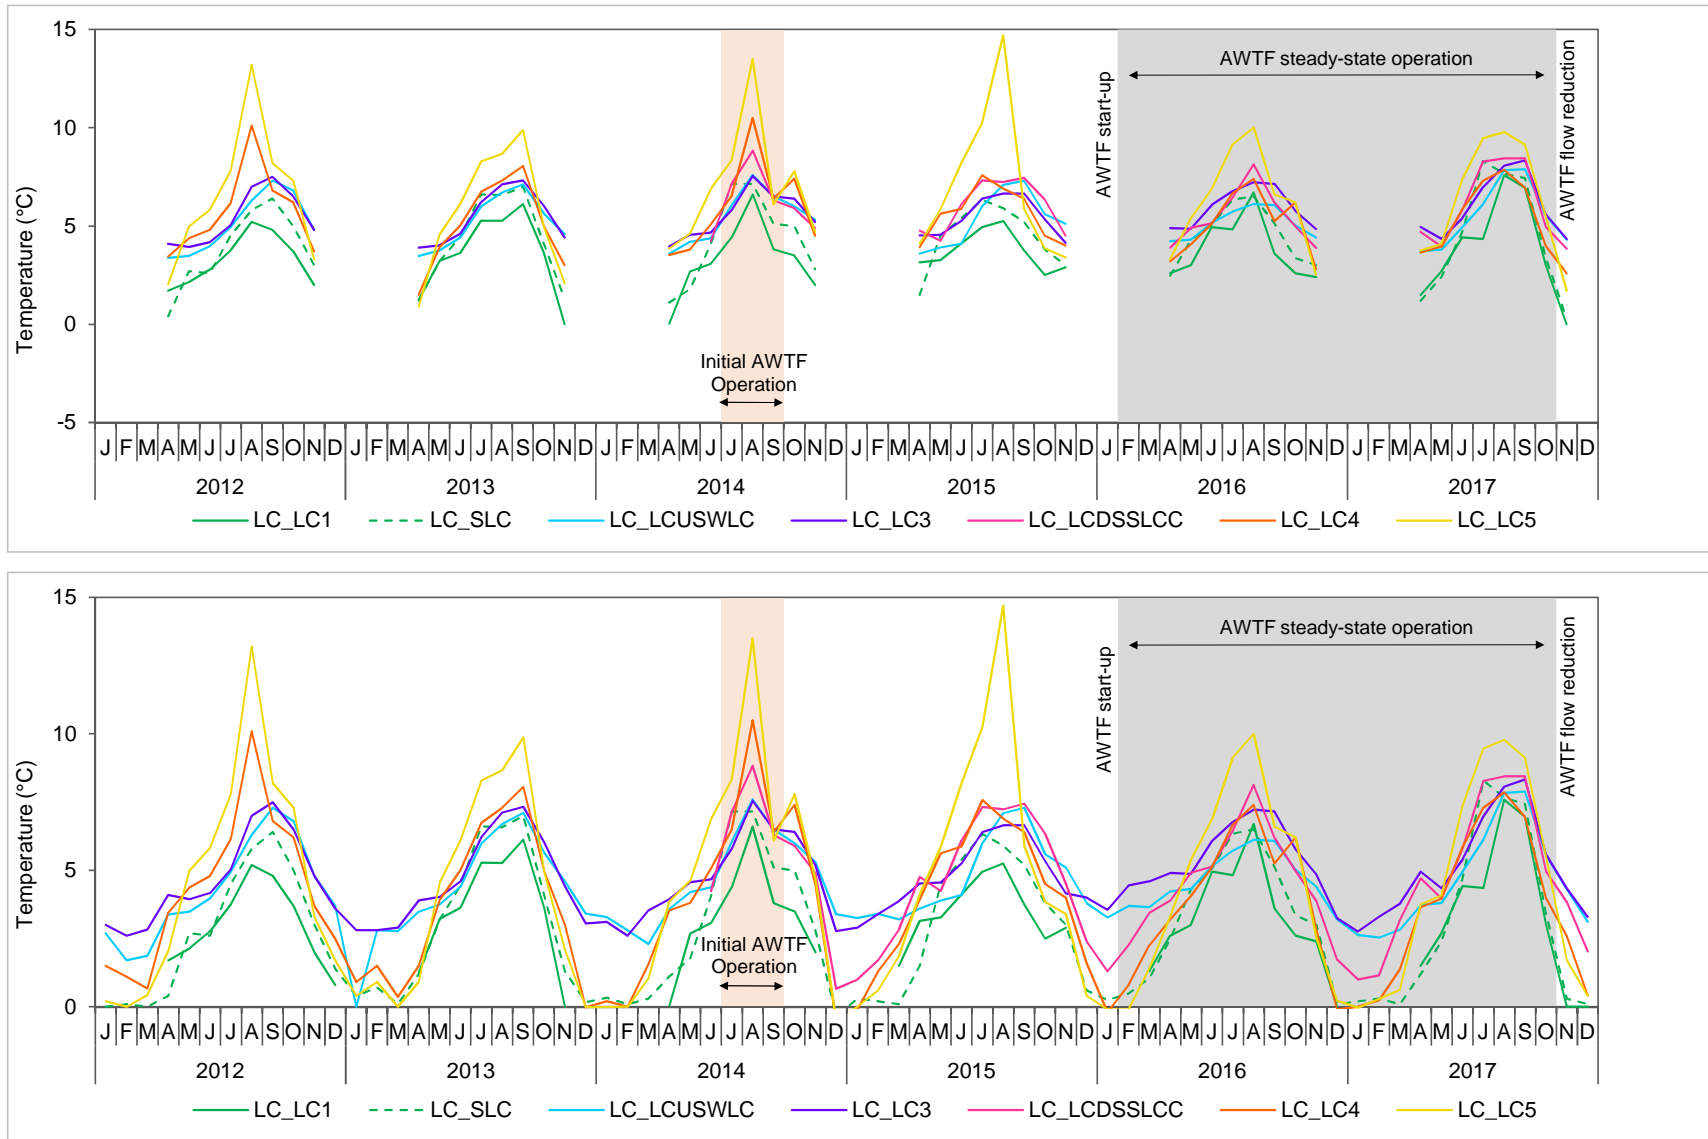 15
10
5
0
-5
Temperature (°C)
Initial AWTF
Operation
AWTF start-up
AWTF steady-state operation
AWTF flow reduction
J F M A M J J A S O N D J F M A M J J A S O N D J F M A M J J A S O N D J F M A M J J A S O N D J F M A M J J A S O N D J F M A M J J A S O N D
2012 2013 2014 2015 2016 2017
LC_LC1 LC_SLC LC_LCUSWLC LC_LC3 LC_LCDSSLCC LC_LC4 LC_LC5
15
10
5
0
Temperature (°C)
Initial AWTF
Operation
AWTF start-up
AWTF steady-state operation
AWTF flow reduction
J F M A M J J A S O N D J F M A M J J A S O N D J F M A M J J A S O N D J F M A M J J A S O N D J F M A M J J A S O N D J F M A M J J A S O N D
2012 2013 2014 2015 2016 2017
LC_LC1 LC_SLC LC_LCUSWLC LC_LC3 LC_LCDSSLCC LC_LC4 LC_LC5